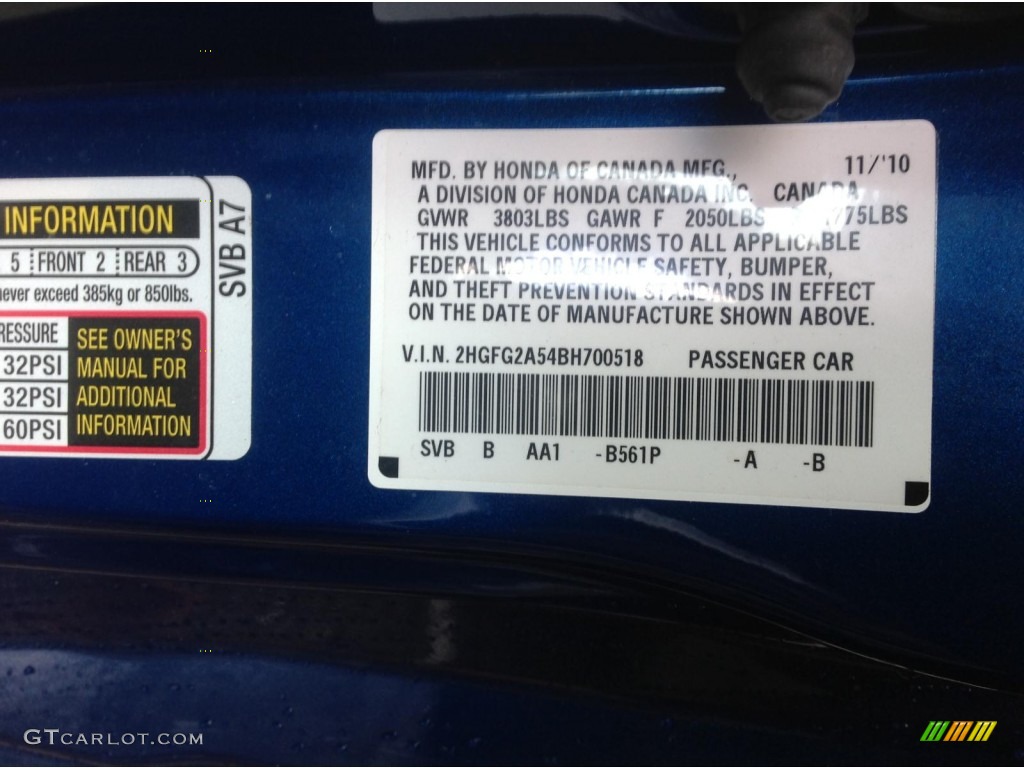 INFORMATION
5 FRONT 2 REAR 3
never exceed 385kg or 850lbs.
32PSI
32PSI
60PSI
SEE OWNER'S
MANUAL FOR
ADDITIONAL
INFORMATION
SVB A7
MFD. BY HONDA OF CANADA MFG., 11/'10
A DIVISION OF HONDA CANADA INC. CANADA
GVWR 3803LBS GAWR F 2050LBS 1775LBS
THIS VEHICLE CONFORMS TO ALL APPLICABLE
FEDERAL MOTOR VEHICLE SAFETY, BUMPER,
AND THEFT PREVENTION STANDARDS IN EFFECT
ON THE DATE OF MANUFACTURE SHOWN ABOVE.
V.I.N. 2HGFG2A54BH700518 PASSENGER CAR
SVB B AA1 -B561P -A -B
GTCARLOT.COM